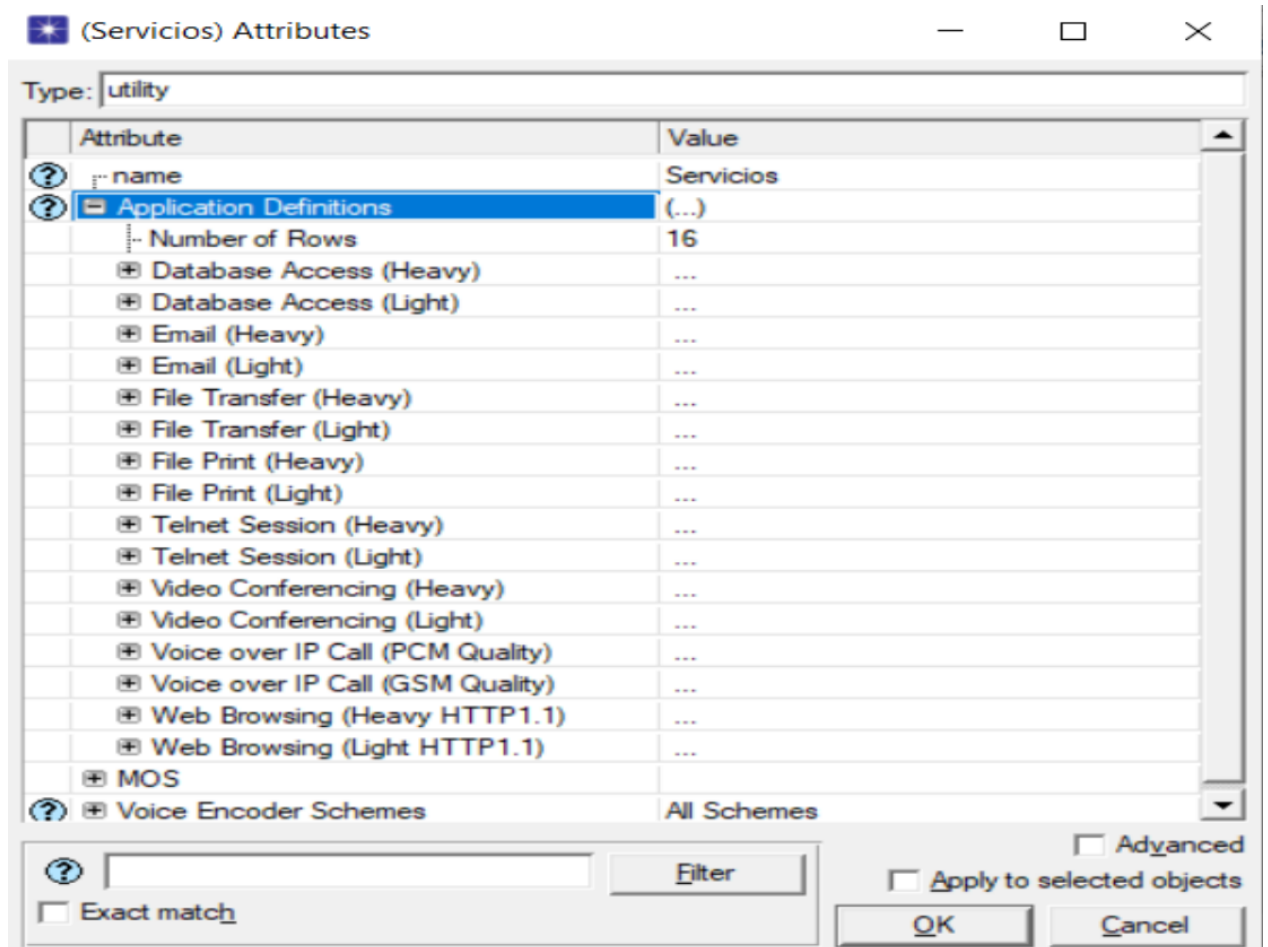 (Servicios) Attributes
Type: utility
Attribute Value
name Servicios
Application Definitions (...)
Number of Rows 16
Database Access (Heavy) ...
Database Access (Light) ...
Email (Heavy) ...
Email (Light) ...
File Transfer (Heavy) ...
File Transfer (Light) ...
File Print (Heavy) ...
File Print (Light) ...
Telnet Session (Heavy) ...
Telnet Session (Light) ...
Video Conferencing (Heavy) ...
Video Conferencing (Light) ...
Voice over IP Call (PCM Quality) ...
Voice over IP Call (GSM Quality) ...
Web Browsing (Heavy HTTP1.1) ...
Web Browsing (Light HTTP1.1) ...
MOS
Voice Encoder Schemes All Schemes
Advanced
Filter
Apply to selected objects
Exact match
OK Cancel